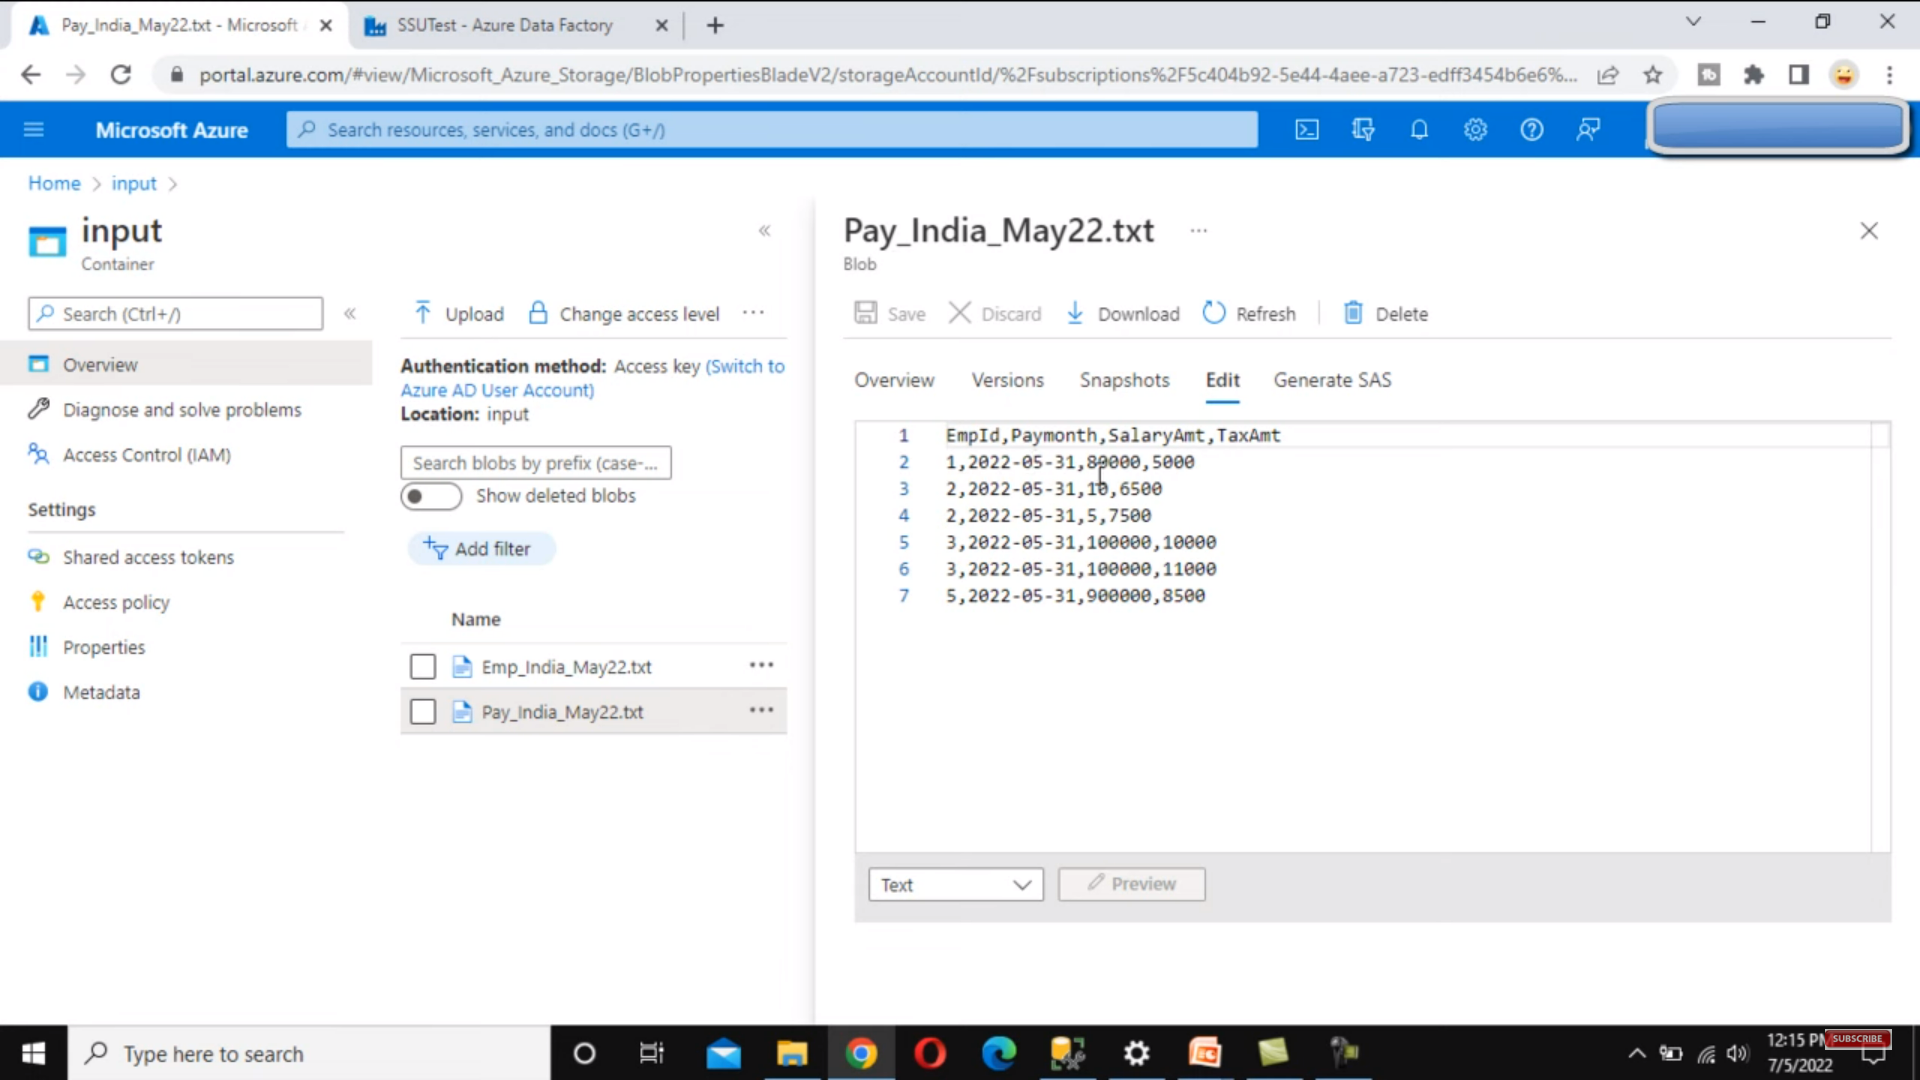 Pay_India_May22.txt - Microsoft
SSUTest - Azure Data Factory
portal.azure.com/#view/Microsoft_Azure_Storage/BlobPropertiesBladeV2/storageAccountId/%2Fsubscriptions%2F5c404b92-5e44-4aee-a723-edff3454b6e6%...
Microsoft Azure
Search resources, services, and docs (G+/)
Home > input >
input
Container
Search (Ctrl+/)
Overview
Diagnose and solve problems
Access Control (IAM)
Settings
Shared access tokens
Access policy
Properties
Metadata
Upload
Change access level
Authentication method: Access key (Switch to
Azure AD User Account)
Location: input
Search blobs by prefix (case-...
Show deleted blobs
Add filter
Name
Emp_India_May22.txt
Pay_India_May22.txt
Pay_India_May22.txt
Blob
Save
Discard
Download
Refresh
Delete
Overview
Versions
Snapshots
Edit
Generate SAS
1 EmpId,Paymonth,SalaryAmt,TaxAmt
2 1,2022-05-31,80000,5000
3 2,2022-05-31,10,6500
4 2,2022-05-31,5,7500
5 3,2022-05-31,100000,10000
6 3,2022-05-31,100000,11000
7 5,2022-05-31,900000,8500
Text
Preview
Type here to search
12:15 PM
SUBSCRIBE
7/5/2022